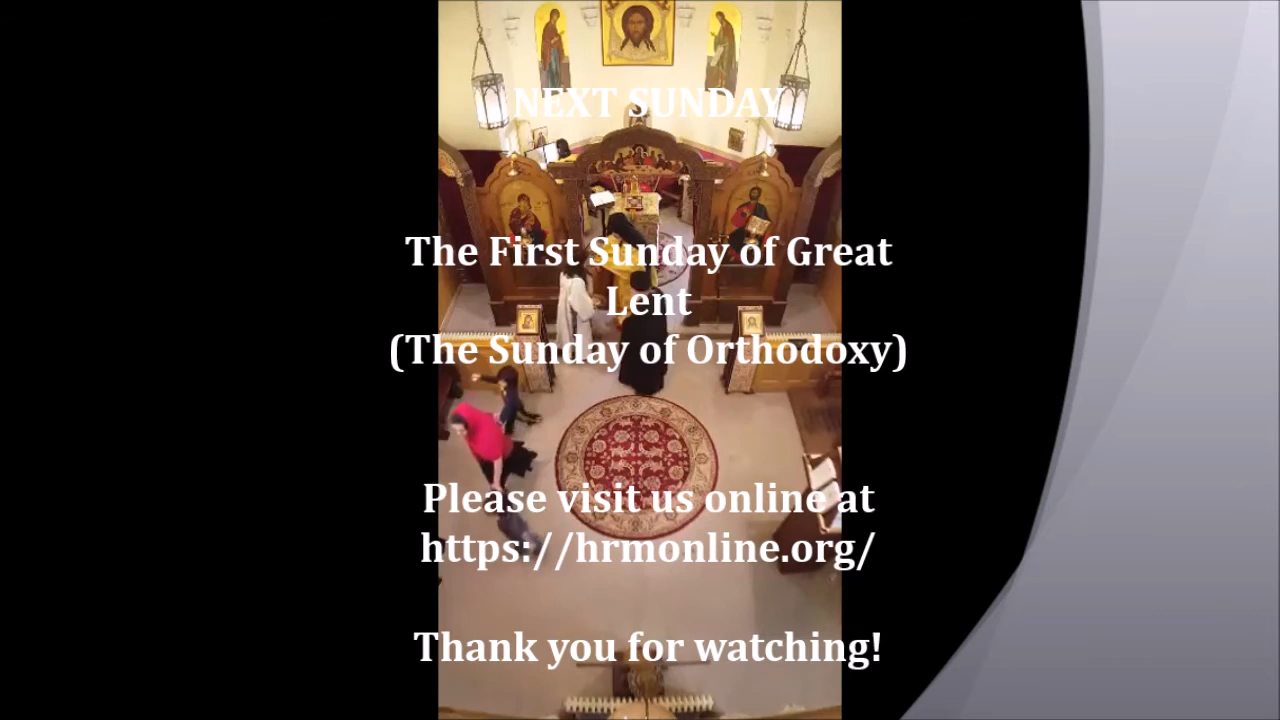 NEXT SUNDAY
The First Sunday of Great
Lent
(The Sunday of Orthodoxy)
Please visit us online at
https://hrmonline.org/
Thank you for watching!